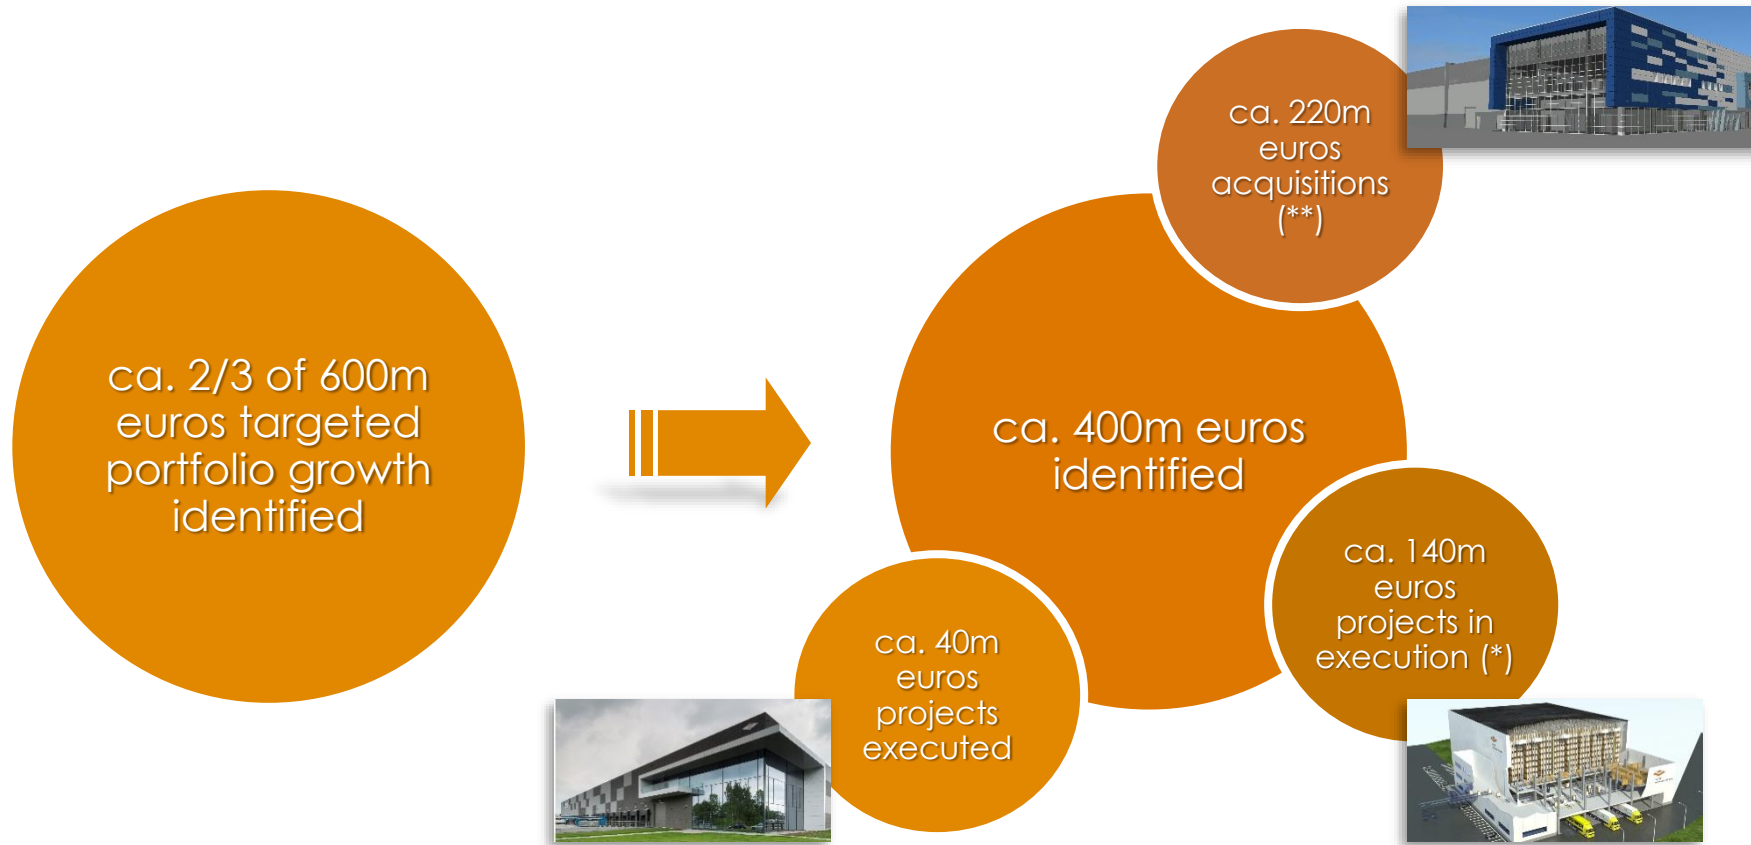 ca. 2/3 of 600m
euros targeted
portfolio growth
identified
ca. 400m euros
identified
ca. 220m
euros
acquisitions
(**)
ca. 140m
euros
projects in
execution (*)
ca. 40m
euros
projects
executed